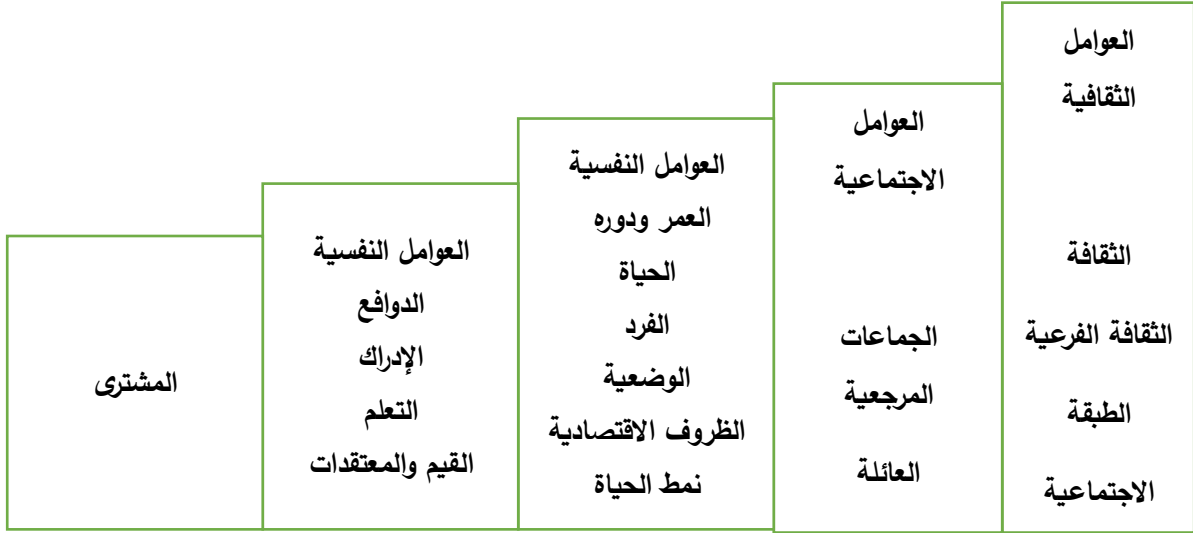 العوامل
الثقافية
الثقافة
الثقافة الفرعية
الطبقة
الاجتماعية
العوامل
الاجتماعية
الجماعات
المرجعية
العائلة
العوامل النفسية
العمر ودوره
الحياة
الفرد
الوضعية
الظروف الاقتصادية
نمط الحياة
العوامل النفسية
الدوافع
الإدراك
التعلم
القيم والمعتقدات
المشترى